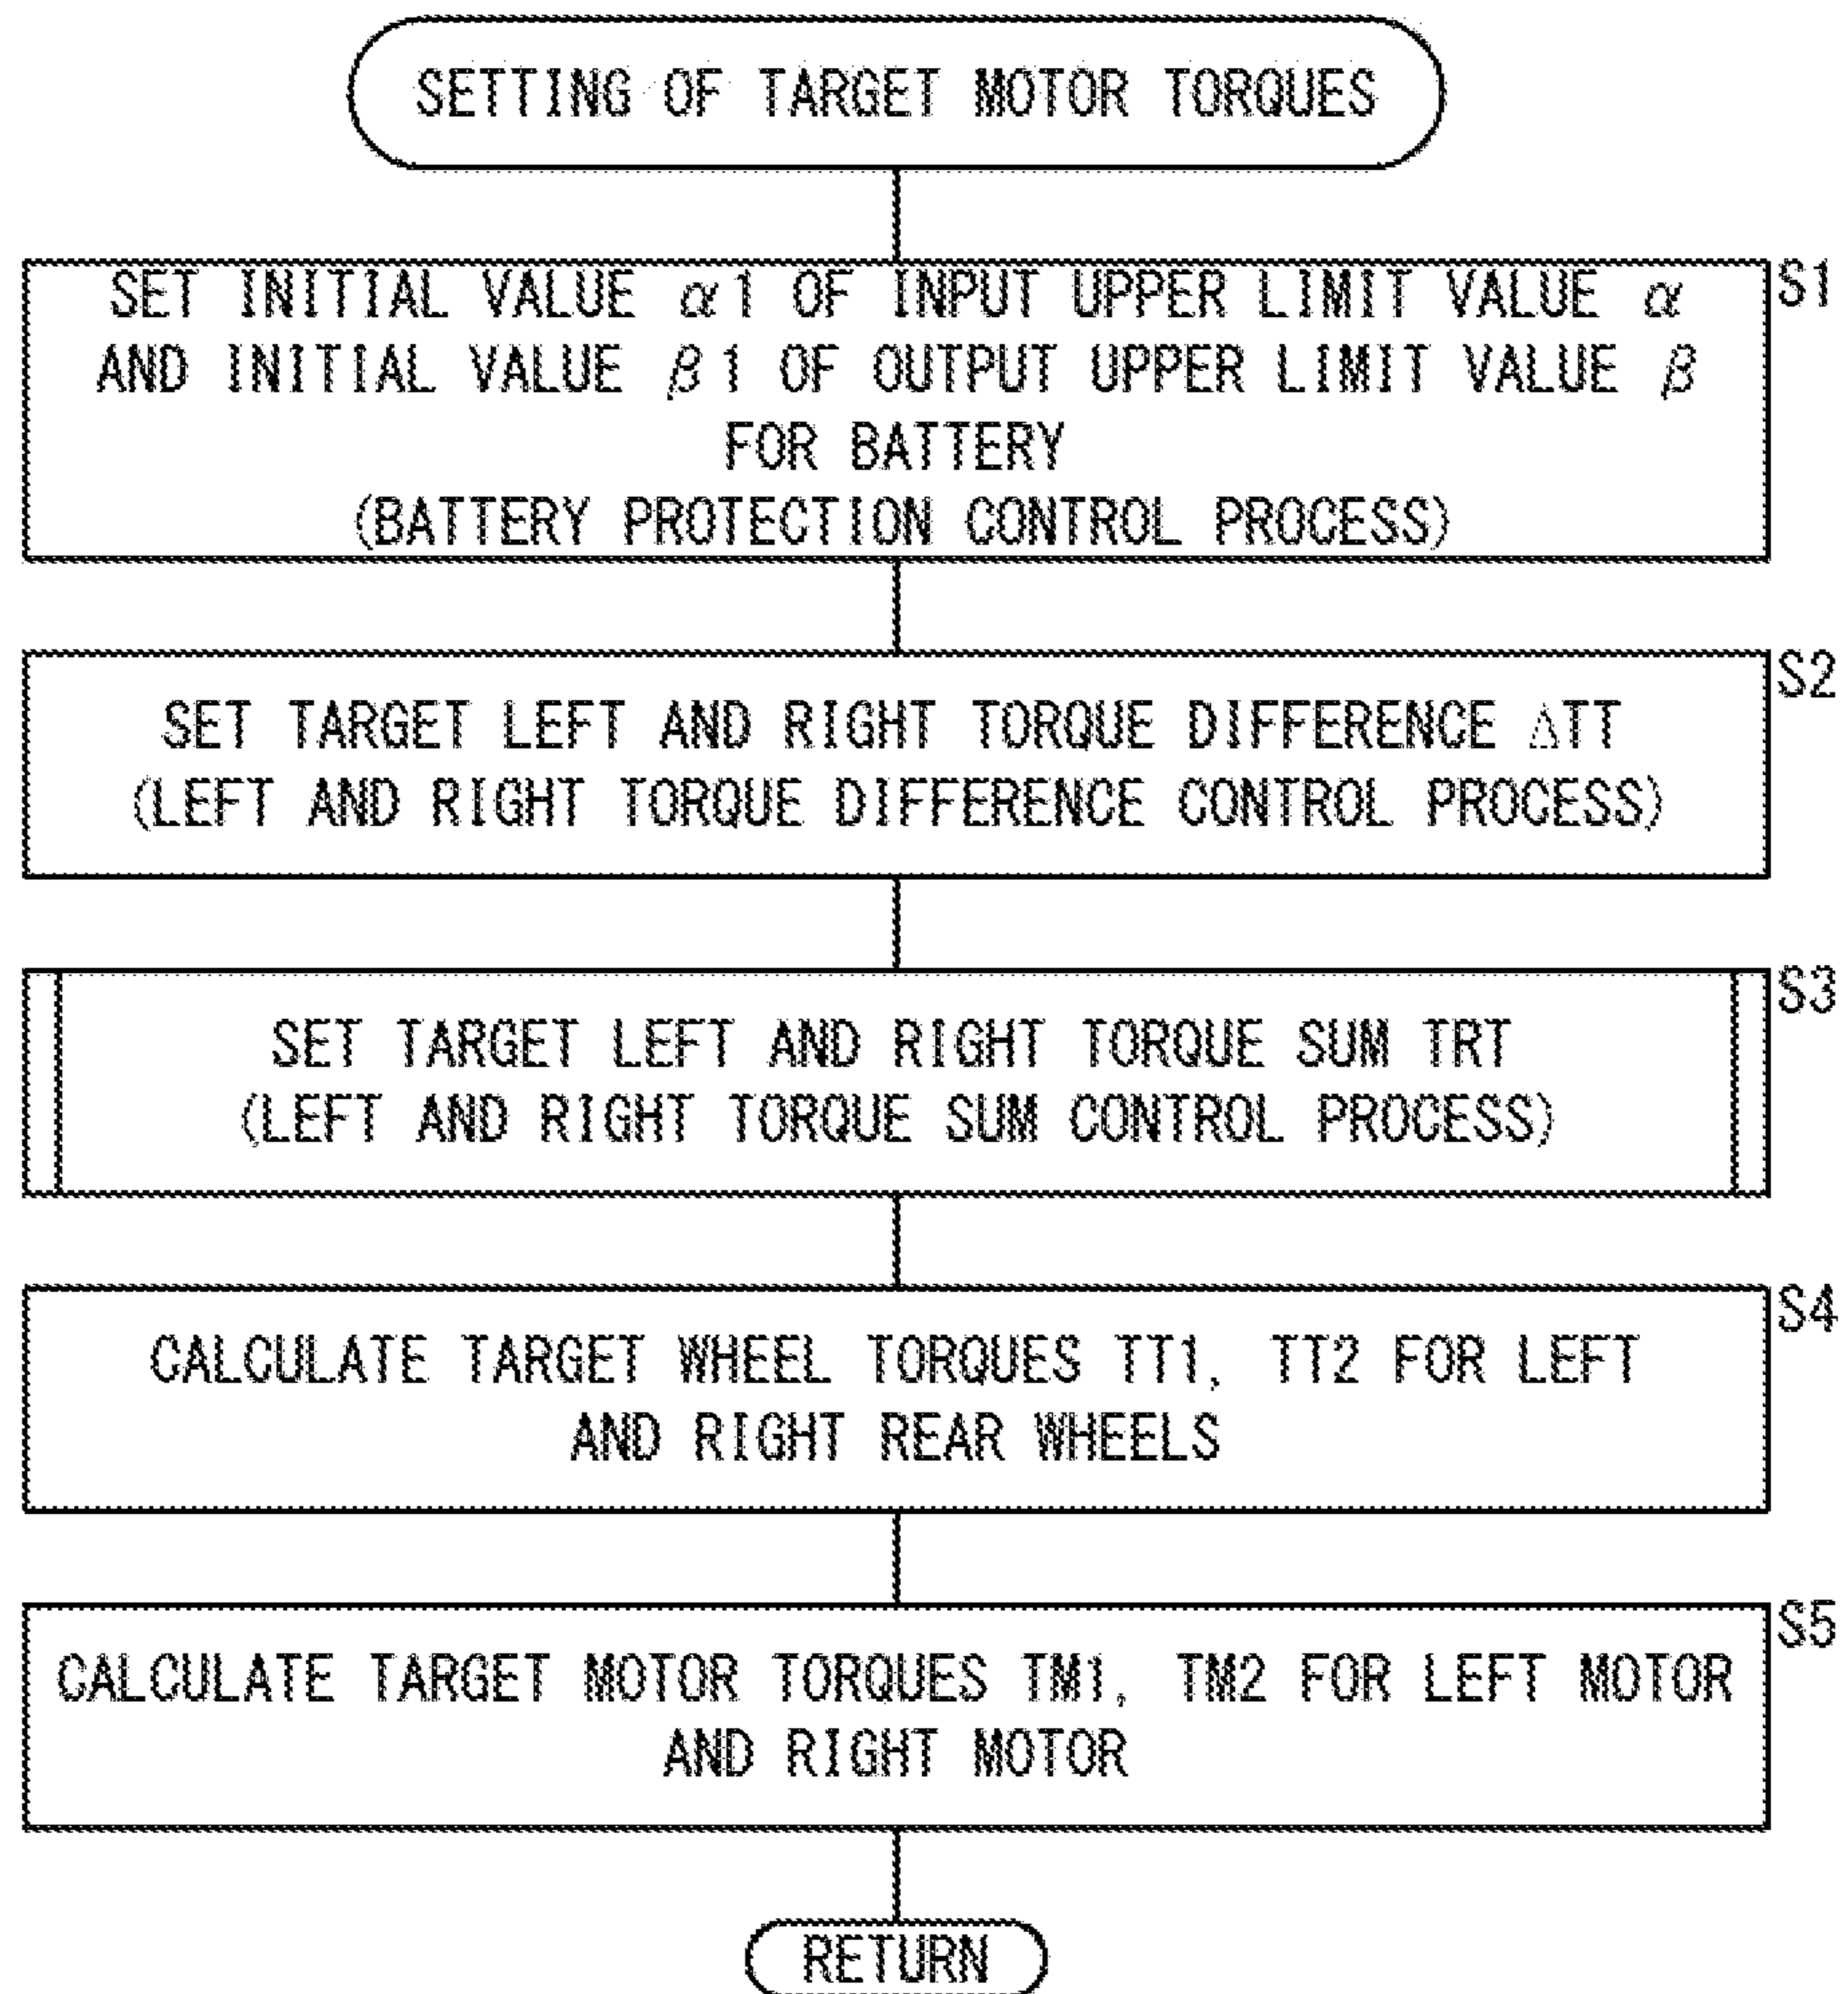 SETTING OF TARGET MOTOR TORQUES
S1
SET INITIAL VALUE α1 OF INPUT UPPER LIMIT VALUE α
AND INITIAL VALUE β1 OF OUTPUT UPPER LIMIT VALUE β
FOR BATTERY
(BATTERY PROTECTION CONTROL PROCESS)
S2
SET TARGET LEFT AND RIGHT TORQUE DIFFERENCE ΔTT
(LEFT AND RIGHT TORQUE DIFFERENCE CONTROL PROCESS)
S3
SET TARGET LEFT AND RIGHT TORQUE SUM TRT
(LEFT AND RIGHT TORQUE SUM CONTROL PROCESS)
S4
CALCULATE TARGET WHEEL TORQUES TT1, TT2 FOR LEFT
AND RIGHT REAR WHEELS
S5
CALCULATE TARGET MOTOR TORQUES TM1, TM2 FOR LEFT MOTOR
AND RIGHT MOTOR
RETURN